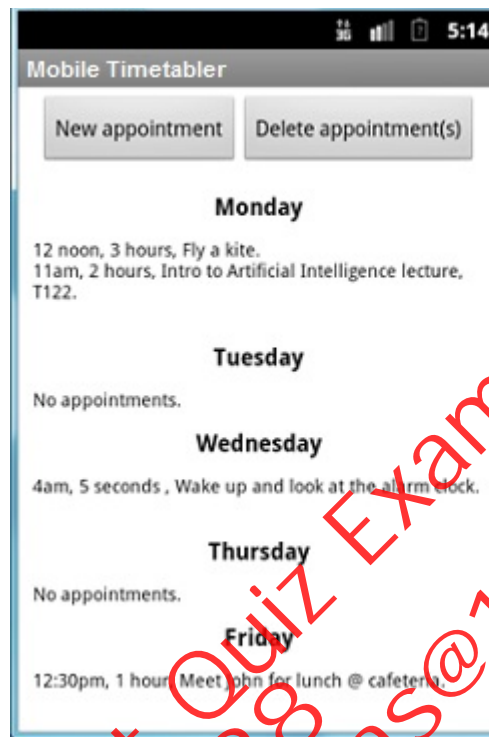 3G 5:14
Mobile Timetabler
New appointment Delete appointment(s)
Monday
12 noon, 3 hours, Fly a kite.
11am, 2 hours, Intro to Artificial Intelligence lecture,
T122.
Tuesday
No appointments.
Wednesday
4am, 5 seconds , Wake up and look at the alarm clock.
Thursday
No appointments.
Friday
12:30pm, 1 hour, Meet John for lunch @ cafeteria.
Quiz Exam